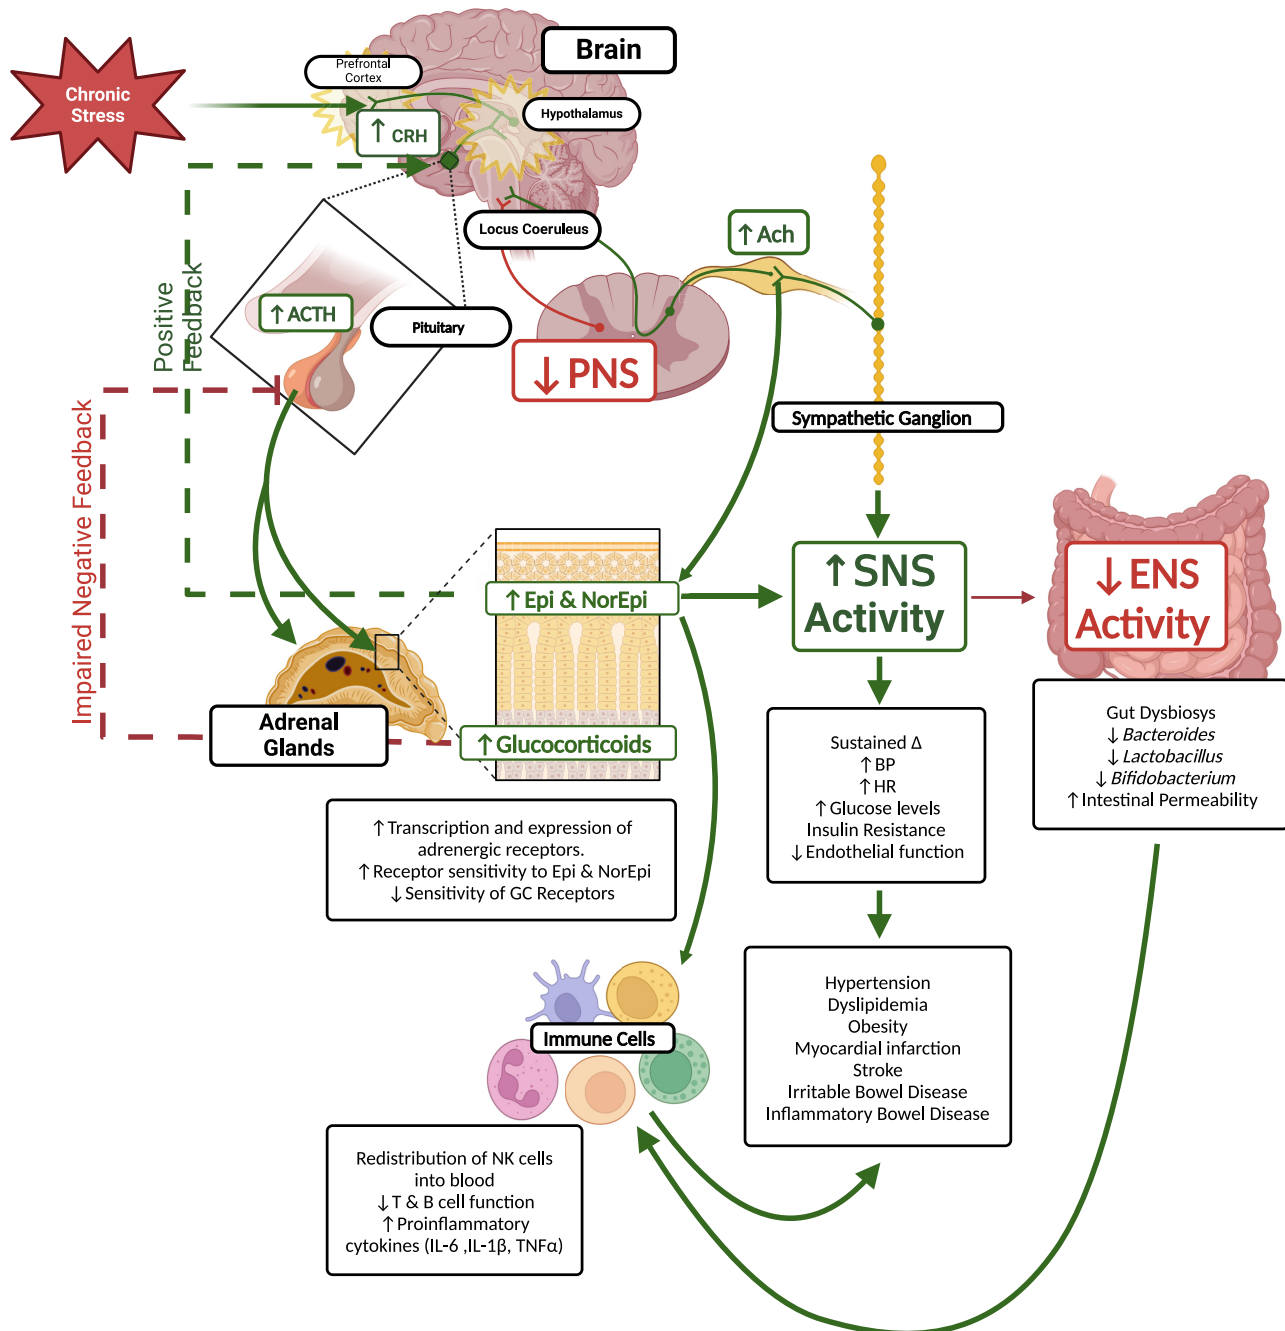 Chronic
Stress
Brain
Prefrontal
Cortex
Hypothalamus
↑ CRH
Locus Coeruleus
↑ Ach
Positive
Feedback
↑ ACTH
Pituitary
↓ PNS
Sympathetic Ganglion
Impaired Negative Feedback
↑ Epi & NorEpi
↑ SNS
Activity
↓ ENS
Activity
Adrenal
Glands
↑ Glucocorticoids
Gut Dysbiosys
↓ Bacteroides
↓ Lactobacillus
↓ Bifidobacterium
↑ Intestinal Permeability
Sustained Δ
↑ BP
↑ HR
↑ Glucose levels
Insulin Resistance
↓ Endothelial function
↑ Transcription and expression of
adrenergic receptors.
↑ Receptor sensitivity to Epi & NorEpi
↓ Sensitivity of GC Receptors
Hypertension
Dyslipidemia
Obesity
Myocardial infarction
Stroke
Irritable Bowel Disease
Inflammatory Bowel Disease
Immune Cells
Redistribution of NK cells
into blood
↓ T & B cell function
↑ Proinflammatory
cytokines (IL-6 ,IL-1β, TNFα)